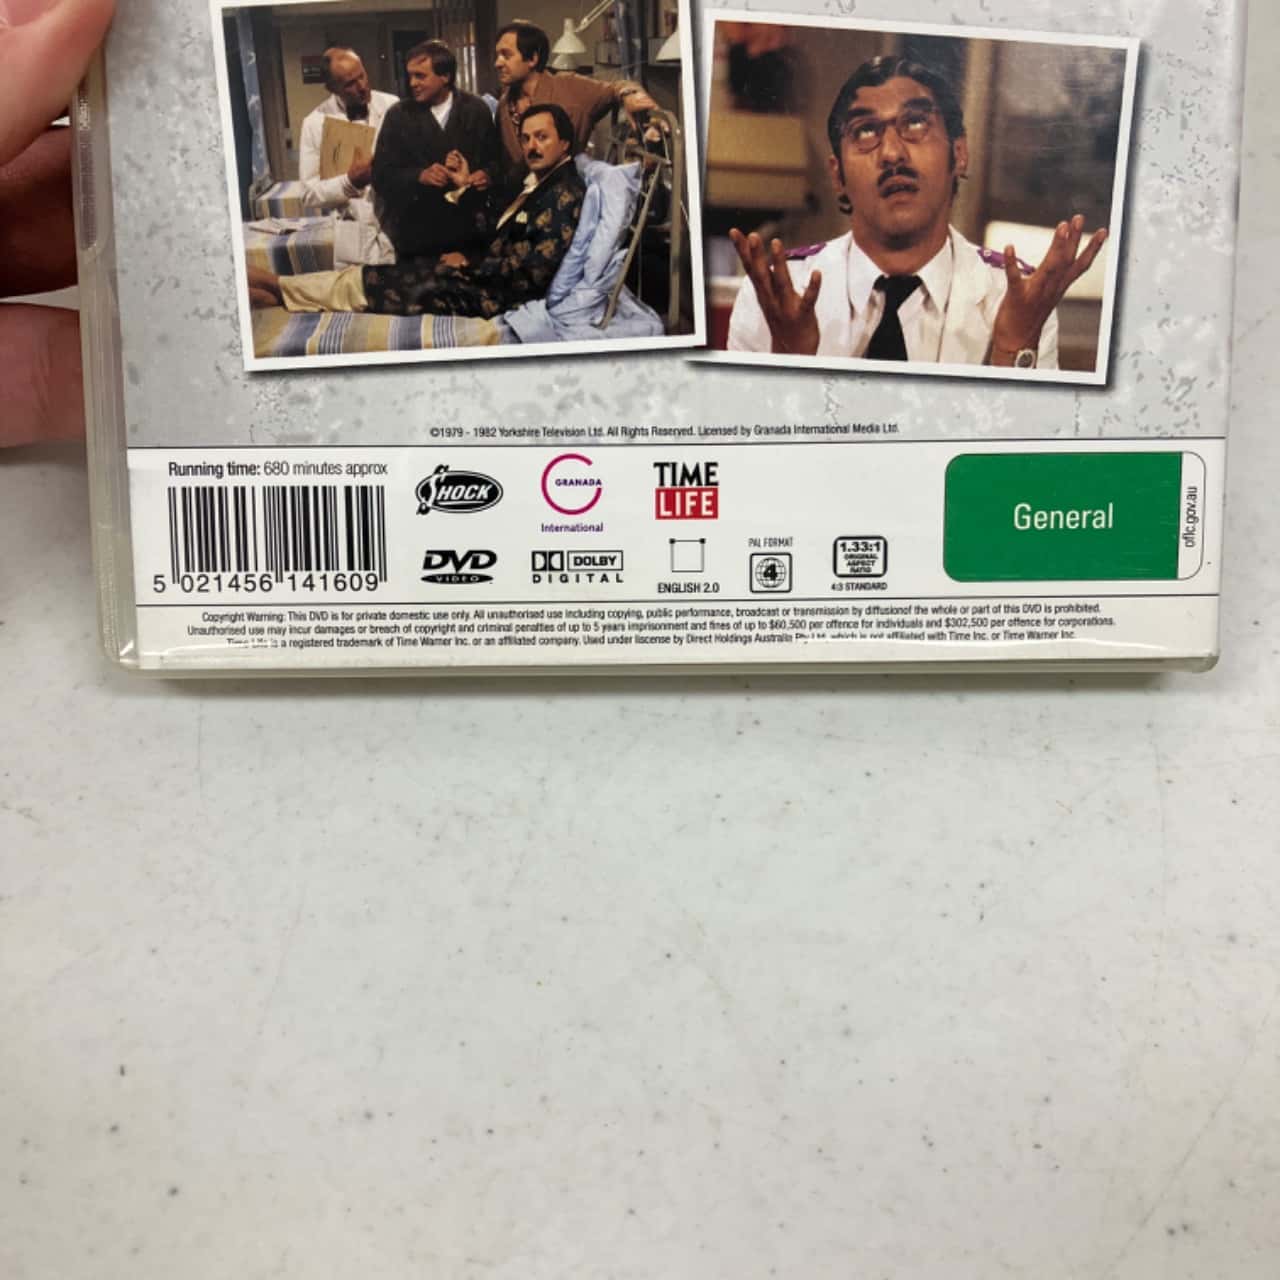 ©1979 - 1982 Yorkshire Television Ltd. All Rights Reserved. Licensed by Granada International Media Ltd.
Running time: 680 minutes approx
5 021456 141609
SHOCK
GRANADA
International
TIME
LIFE
General
oflc.gov.au
DVD
VIDEO
DOLBY
DIGITAL
ENGLISH 2.0
PAL FORMAT
4
1.33:1
ORIGINAL
ASPECT
RATIO
4:3 STANDARD
Copyright Warning: This DVD is for private domestic use only. All unauthorised use including copying, public performance, broadcast or transmission by diffusionof the whole or part of this DVD is prohibited.
Unauthorised use may incur damages or breach of copyright and criminal penalties of up to 5 years imprisonment and fines of up to $60,500 per offence for individuals and $302,500 per offence for corporations.
Time Life is a registered trademark of Time Warner Inc. or an affiliated company. Used under liscense by Direct Holdings Australia Pty Ltd. which is not affiliated with Time Inc. or Time Warner Inc.